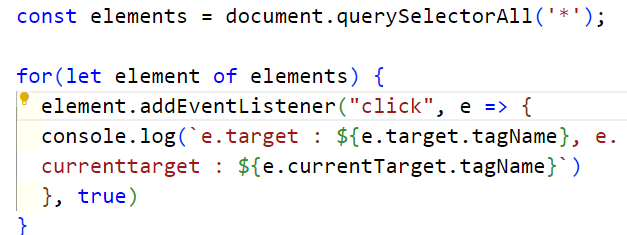 const elements = document.querySelectorAll('*');
for(let element of elements) {
element.addEventListener("click", e => {
console.log(`e.target : ${e.target.tagName}, e.
currenttarget : ${e.currentTarget.tagName}`)
}, true)
}